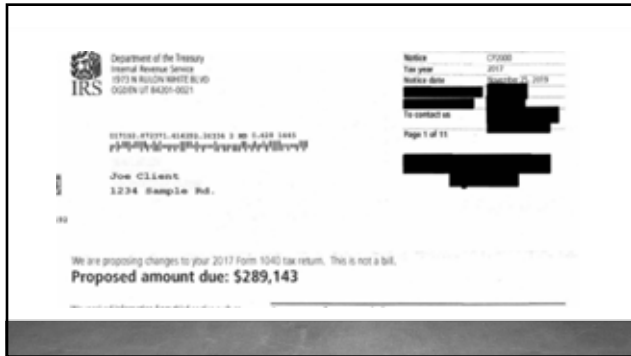 IRS
Department of the Treasury
Internal Revenue Service
1973 N RULON WHITE BLVD
OGDEN UT 84201-0021
Notice CP2000
Tax year 2017
Notice date November 25, 2019
To contact us
Page 1 of 11
Joe Client
1234 Sample Rd.
We are proposing changes to your 2017 Form 1040 tax return. This is not a bill.
Proposed amount due: $289,143